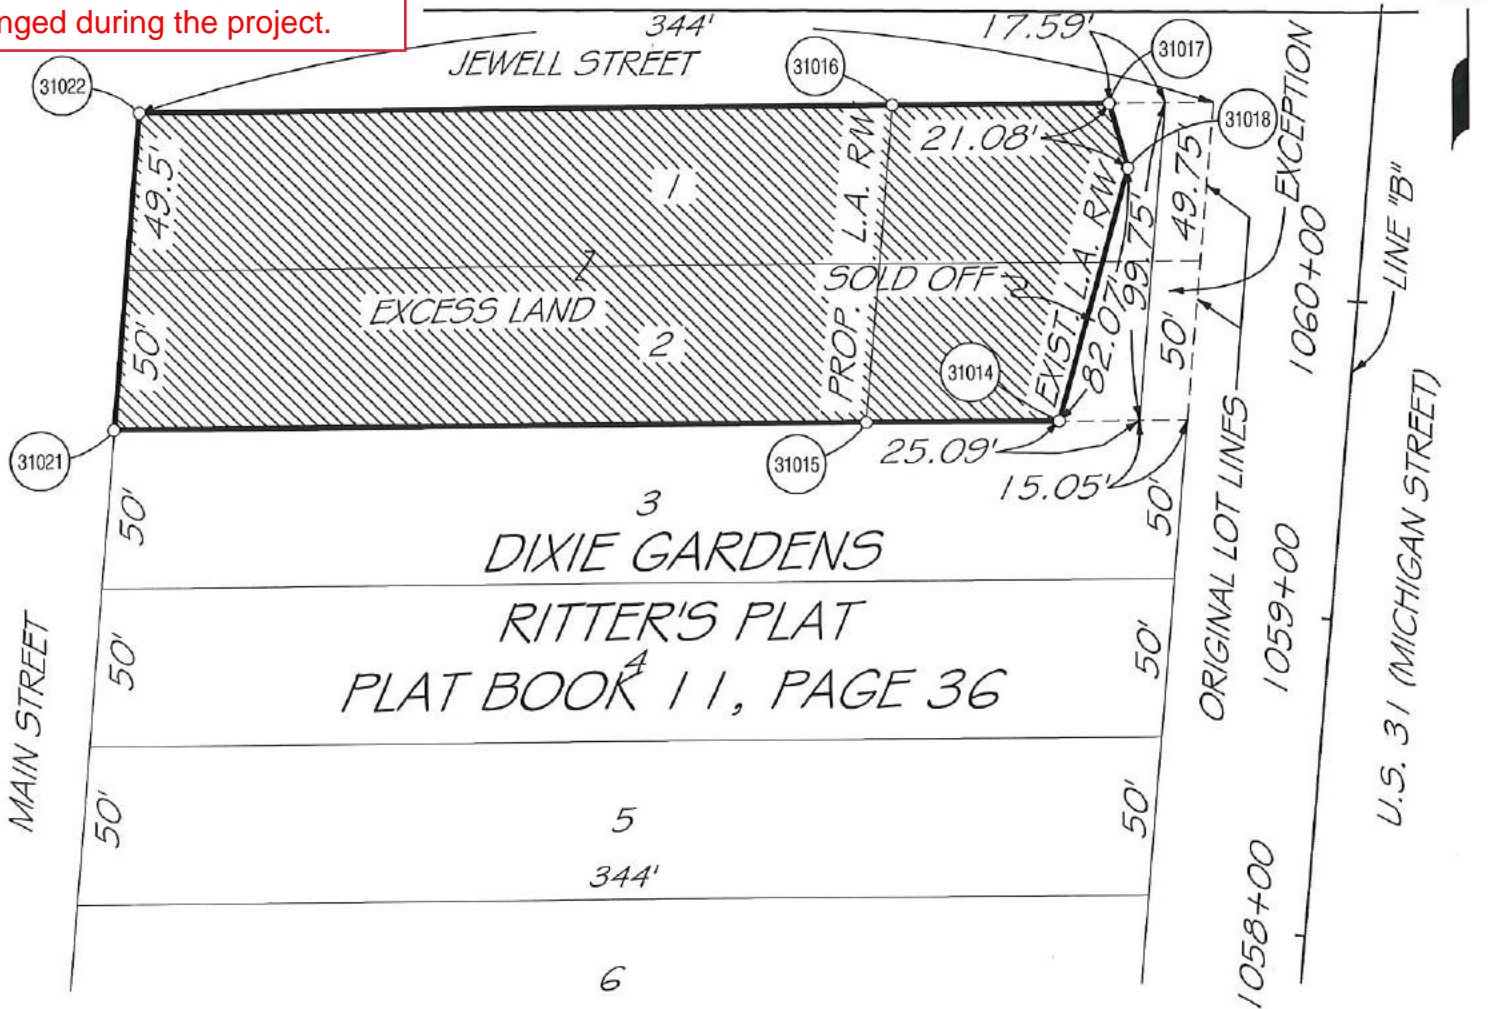 nged during the project.
344'
17.59'
JEWELL STREET
31022
31016
31017
31018
EXCEPTION
21.08'
49.5'
1
PROP. L.A. RW
EXIST. L.A. RW
99.75'
49.75'
LINE "B"
1060+00
SOLD OFF
EXCESS LAND
50'
2
82.07'
50'
31014
31021
31015
25.09'
15.05'
ORIGINAL LOT LINES
U.S. 31 (MICHIGAN STREET)
50'
3
50'
DIXIE GARDENS
1059+00
RITTER'S PLAT
MAIN STREET
50'
4
50'
PLAT BOOK 11, PAGE 36
50'
5
50'
344'
1058+00
6